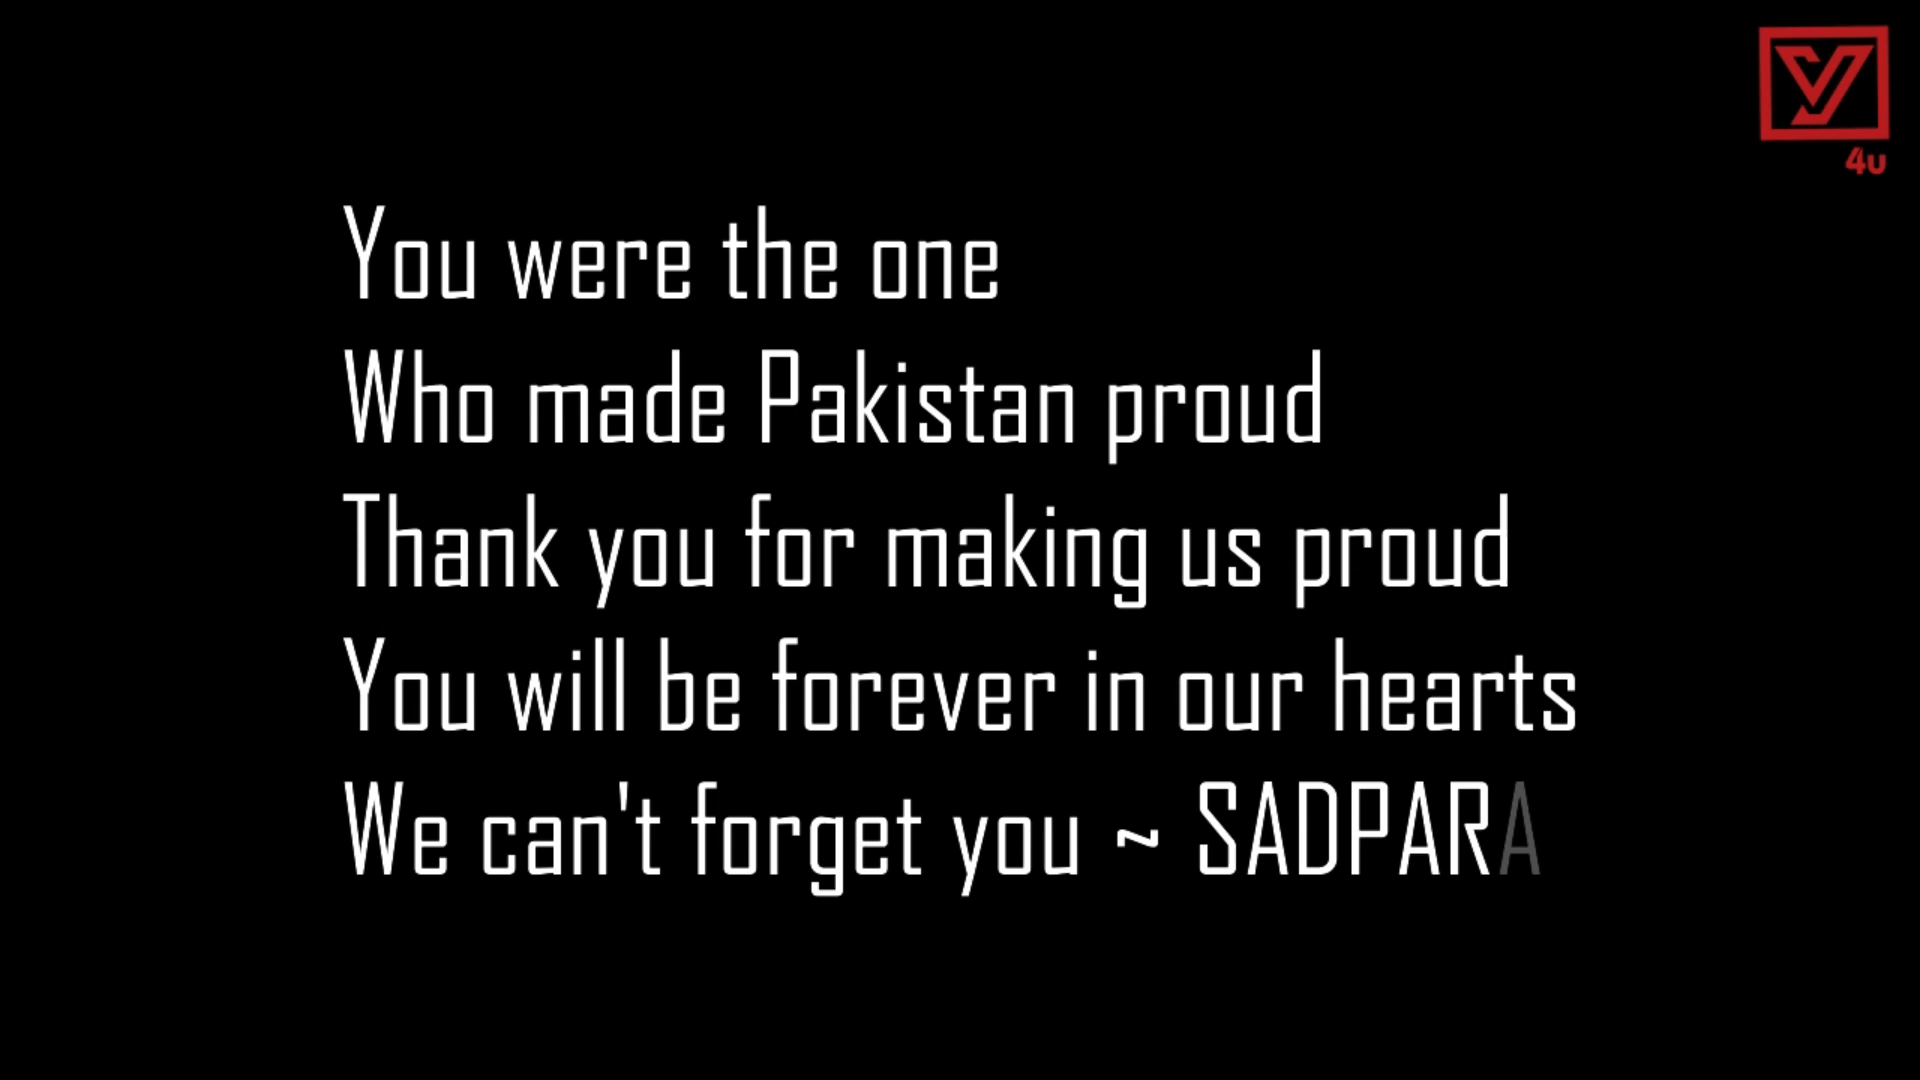 4u
You were the one
Who made Pakistan proud
Thank you for making us proud
You will be forever in our hearts
We can't forget you ~ SADPARA